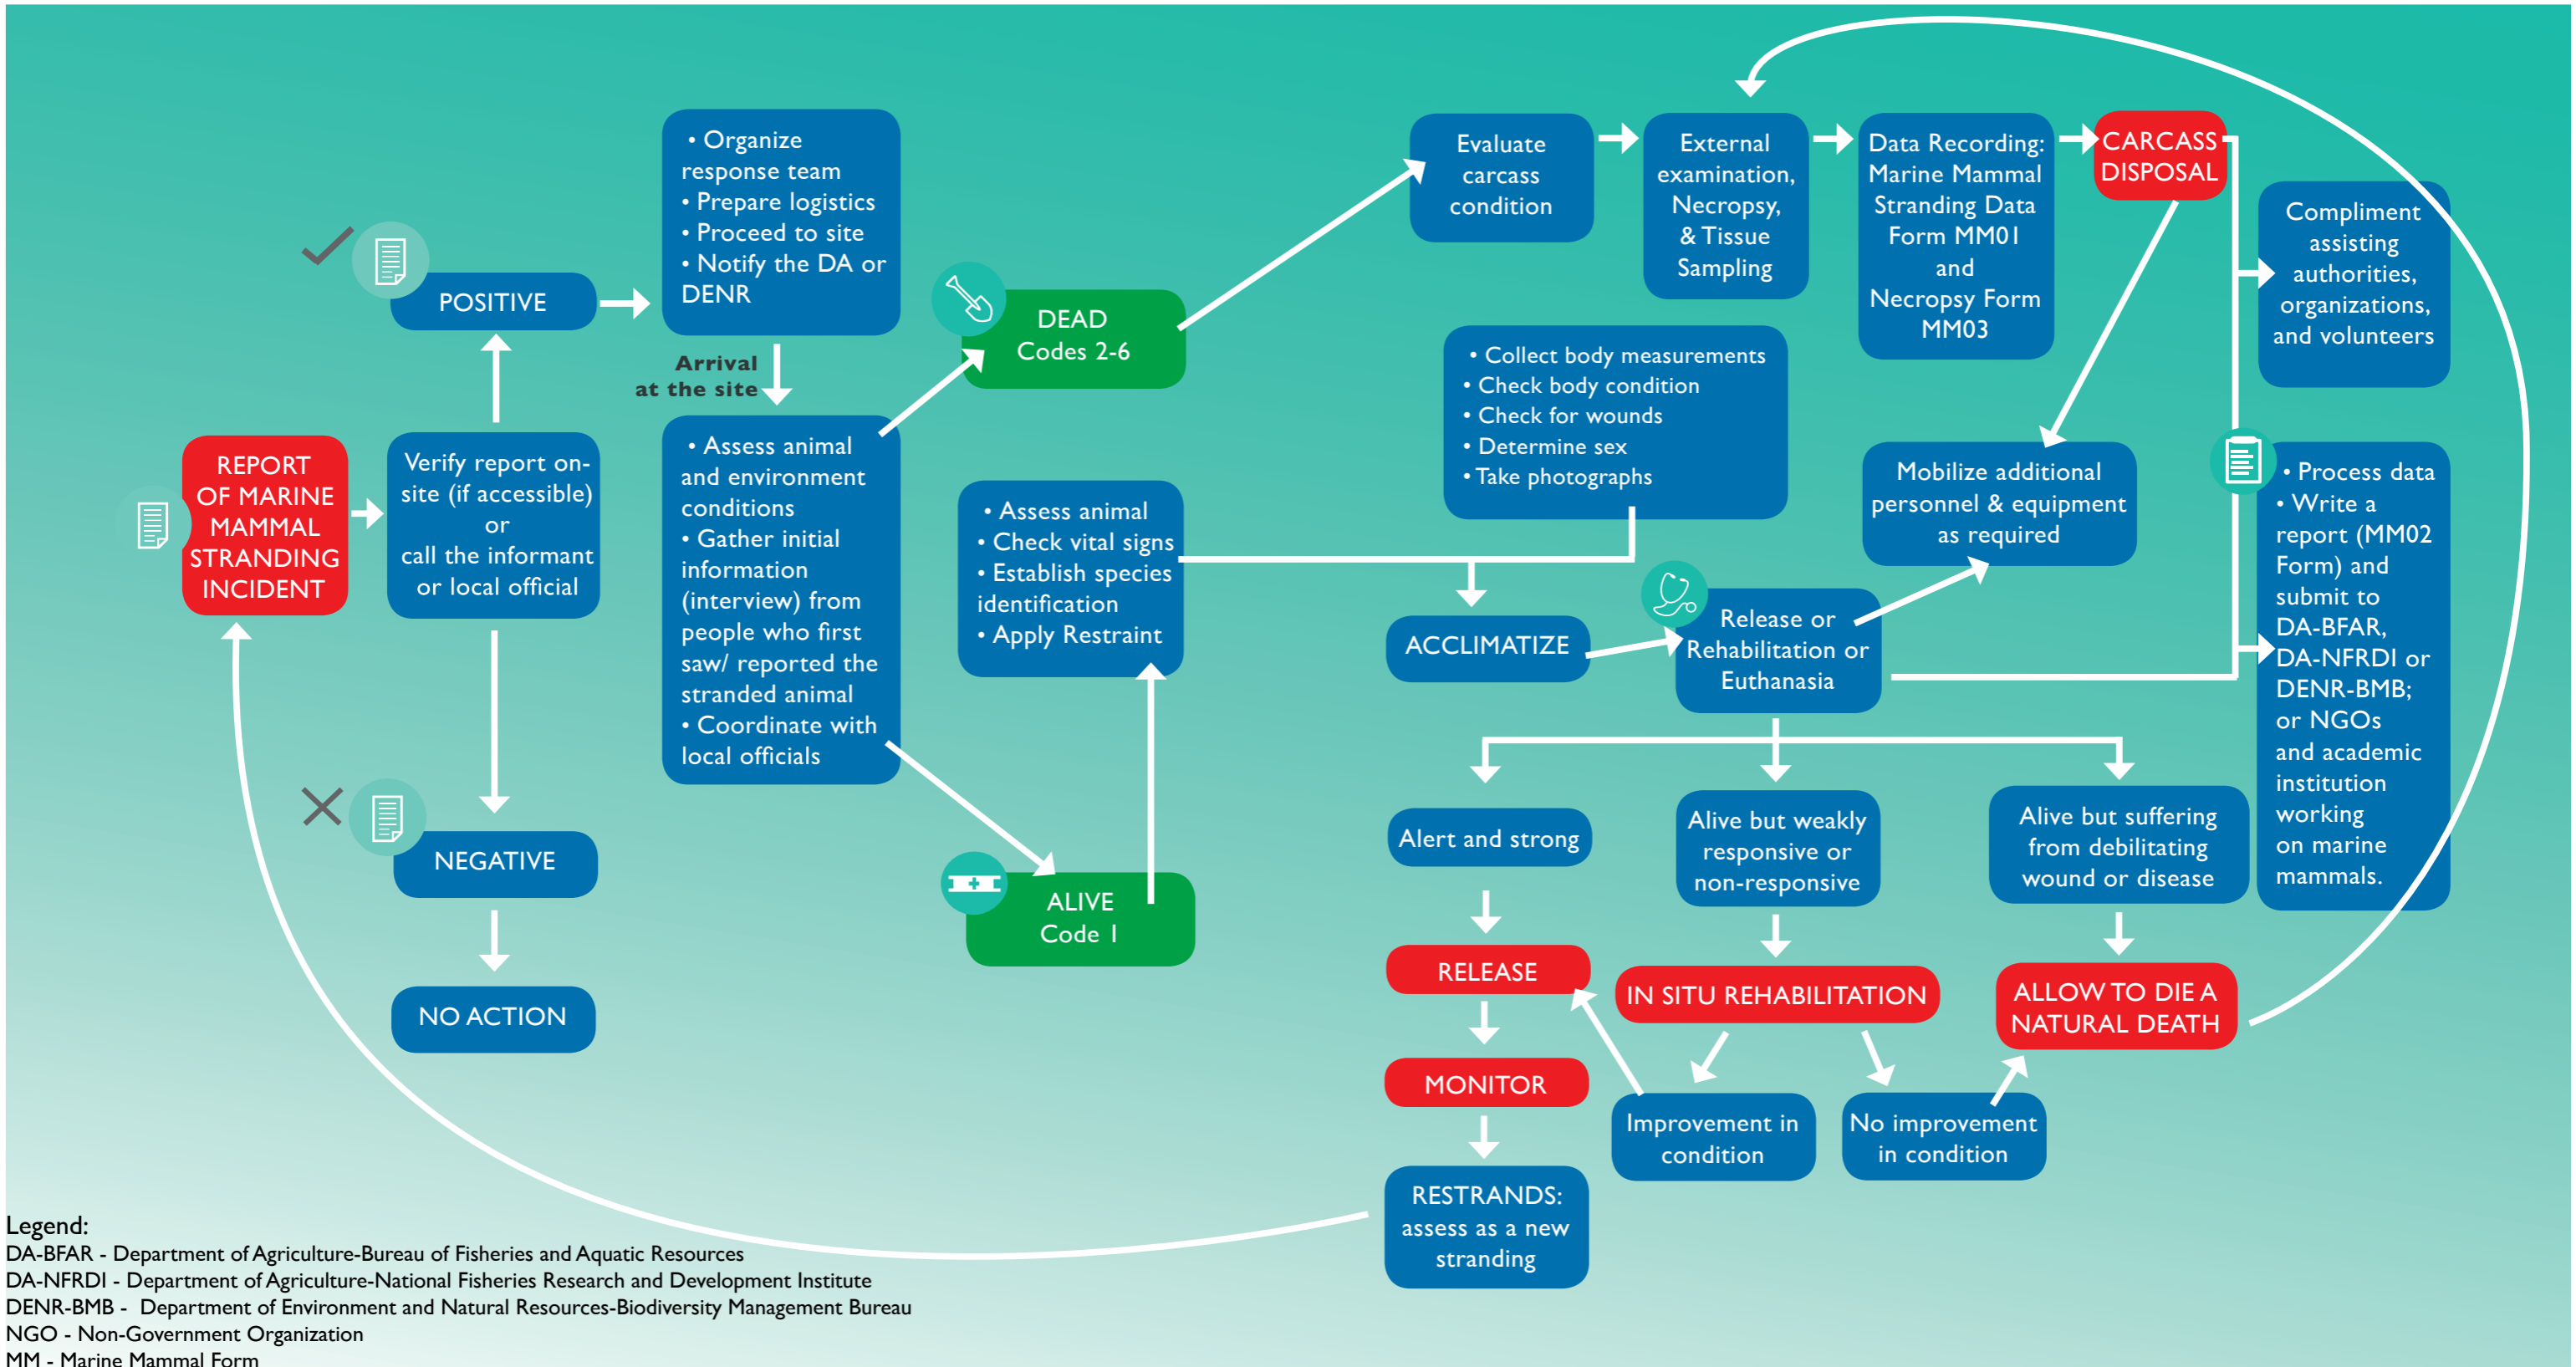 REPORT
OF MARINE
MAMMAL
STRANDING
INCIDENT
Verify report on-
site (if accessible)
or
call the informant
or local official
POSITIVE
NEGATIVE
NO ACTION
• Organize
response team
• Prepare logistics
• Proceed to site
• Notify the DA or
DENR
Arrival
at the site
• Assess animal
and environment
conditions
• Gather initial
information
(interview) from
people who first
saw/ reported the
stranded animal
• Coordinate with
local officials
DEAD
Codes 2-6
ALIVE
Code 1
• Assess animal
• Check vital signs
• Establish species
identification
• Apply Restraint
Evaluate
carcass
condition
External
examination,
Necropsy,
& Tissue
Sampling
Data Recording:
Marine Mammal
Stranding Data
Form MM01
and
Necropsy Form
MM03
CARCASS
DISPOSAL
Compliment
assisting
authorities,
organizations,
and volunteers
• Collect body measurements
• Check body condition
• Check for wounds
• Determine sex
• Take photographs
Mobilize additional
personnel & equipment
as required
• Process data
• Write a
report (MM02
Form) and
submit to
DA-BFAR,
DA-NFRDI or
DENR-BMB;
or NGOs
and academic
institution
working
on marine
mammals.
ACCLIMATIZE
Release or
Rehabilitation or
Euthanasia
Alert and strong
Alive but weakly
responsive or
non-responsive
Alive but suffering
from debilitating
wound or disease
RELEASE
IN SITU REHABILITATION
ALLOW TO DIE A
NATURAL DEATH
MONITOR
Improvement in
condition
No improvement
in condition
RESTRANDS:
assess as a new
stranding
Legend:
DA-BFAR - Department of Agriculture-Bureau of Fisheries and Aquatic Resources
DA-NFRDI - Department of Agriculture-National Fisheries Research and Development Institute
DENR-BMB - Department of Environment and Natural Resources-Biodiversity Management Bureau
NGO - Non-Government Organization
MM - Marine Mammal Form